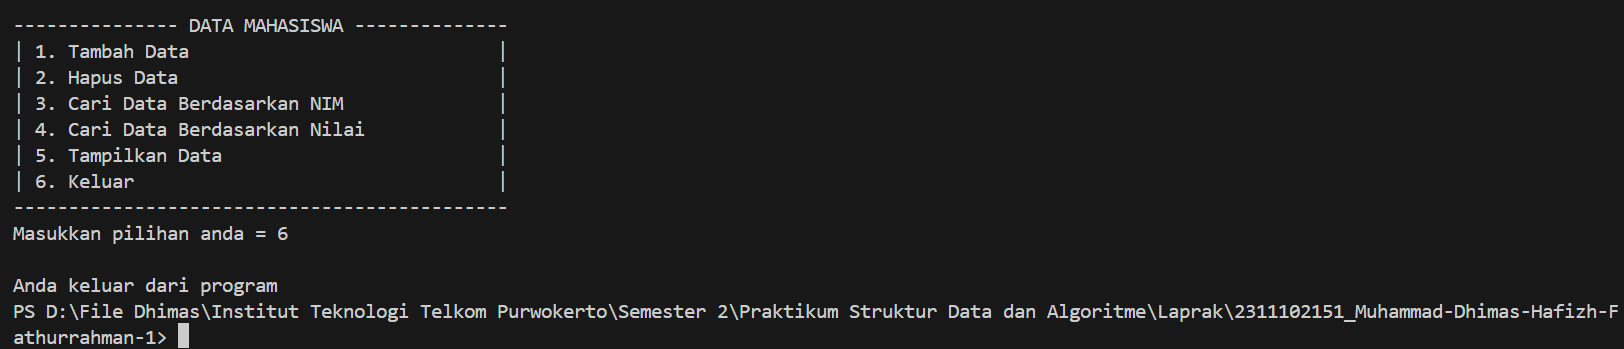 --------------- DATA MAHASISWA --------------
| 1. Tambah Data                            |
| 2. Hapus Data                             |
| 3. Cari Data Berdasarkan NIM              |
| 4. Cari Data Berdasarkan Nilai            |
| 5. Tampilkan Data                         |
| 6. Keluar                                 |
---------------------------------------------
Masukkan pilihan anda = 6
Anda keluar dari program
PS D:\File Dhimas\Institut Teknologi Telkom Purwokerto\Semester 2\Praktikum Struktur Data dan Algoritme\Laprak\2311102151_Muhammad-Dhimas-Hafizh-F
athurrahman-1>